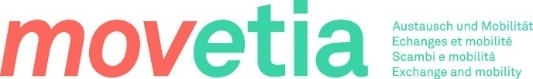 movetia
Austausch und Mobilität
Echanges et mobilité
Scambi e mobilità
Exchange and mobility